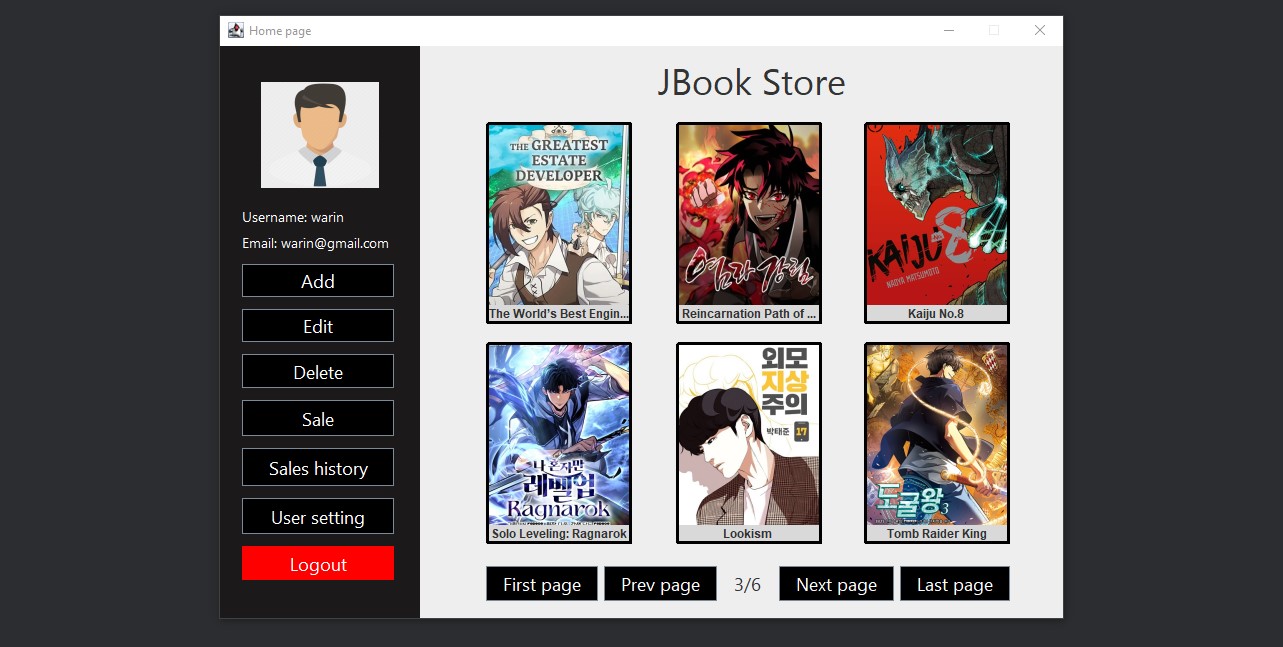 Home page
JBook Store
Username: warin
Email: warin@gmail.com
Add
Edit
Delete
Sale
Sales history
User setting
Logout
THE GREATEST
ESTATE
DEVELOPER
The World's Best Engin...
염라강림
Reincarnation Path of ...
KAIJU No. 8
NAOYA MATSUMOTO
Kaiju No.8
나 혼자만
레벨업
Ragnarok
Solo Leveling: Ragnarok
외모
지상
주의
박태준 17
Lookism
도굴왕 3
Tomb Raider King
First page
Prev page
3/6
Next page
Last page